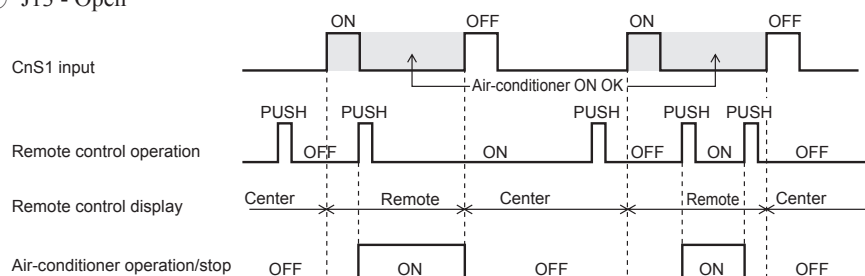 J13 - Open
ON OFF ON OFF
CnS1 input
Air-conditioner ON OK
PUSH PUSH PUSH PUSH PUSH
Remote control operation OFF ON OFF ON OFF
Remote control display Center Remote Center Remote Center
Air-conditioner operation/stop OFF ON OFF ON OFF